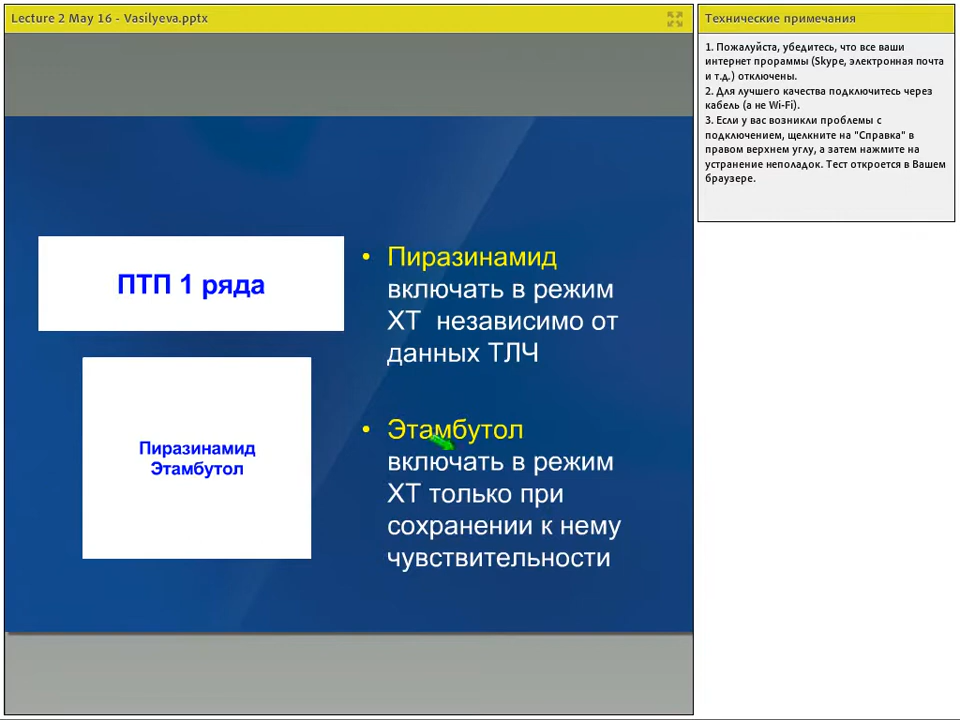 Lecture 2 May 16 - Vasilyeva.pptx
ПТП 1 ряда
Пиразинамид
Этамбутол
• Пиразинамид
включать в режим
ХТ независимо от
данных ТЛЧ
• Этамбутол
включать в режим
ХТ только при
сохранении к нему
чувствительности
Технические примечания
1. Пожалуйста, убедитесь, что все ваши
интернет прораммы (Skype, электронная почта
и т.д.) отключены.
2. Для лучшего качества подключитесь через
кабель (а не Wi-Fi).
3. Если у вас возникли проблемы с
подключением, щелкните на "Справка" в
правом верхнем углу, а затем нажмите на
устранение неполадок. Тест откроется в Вашем
браузере.